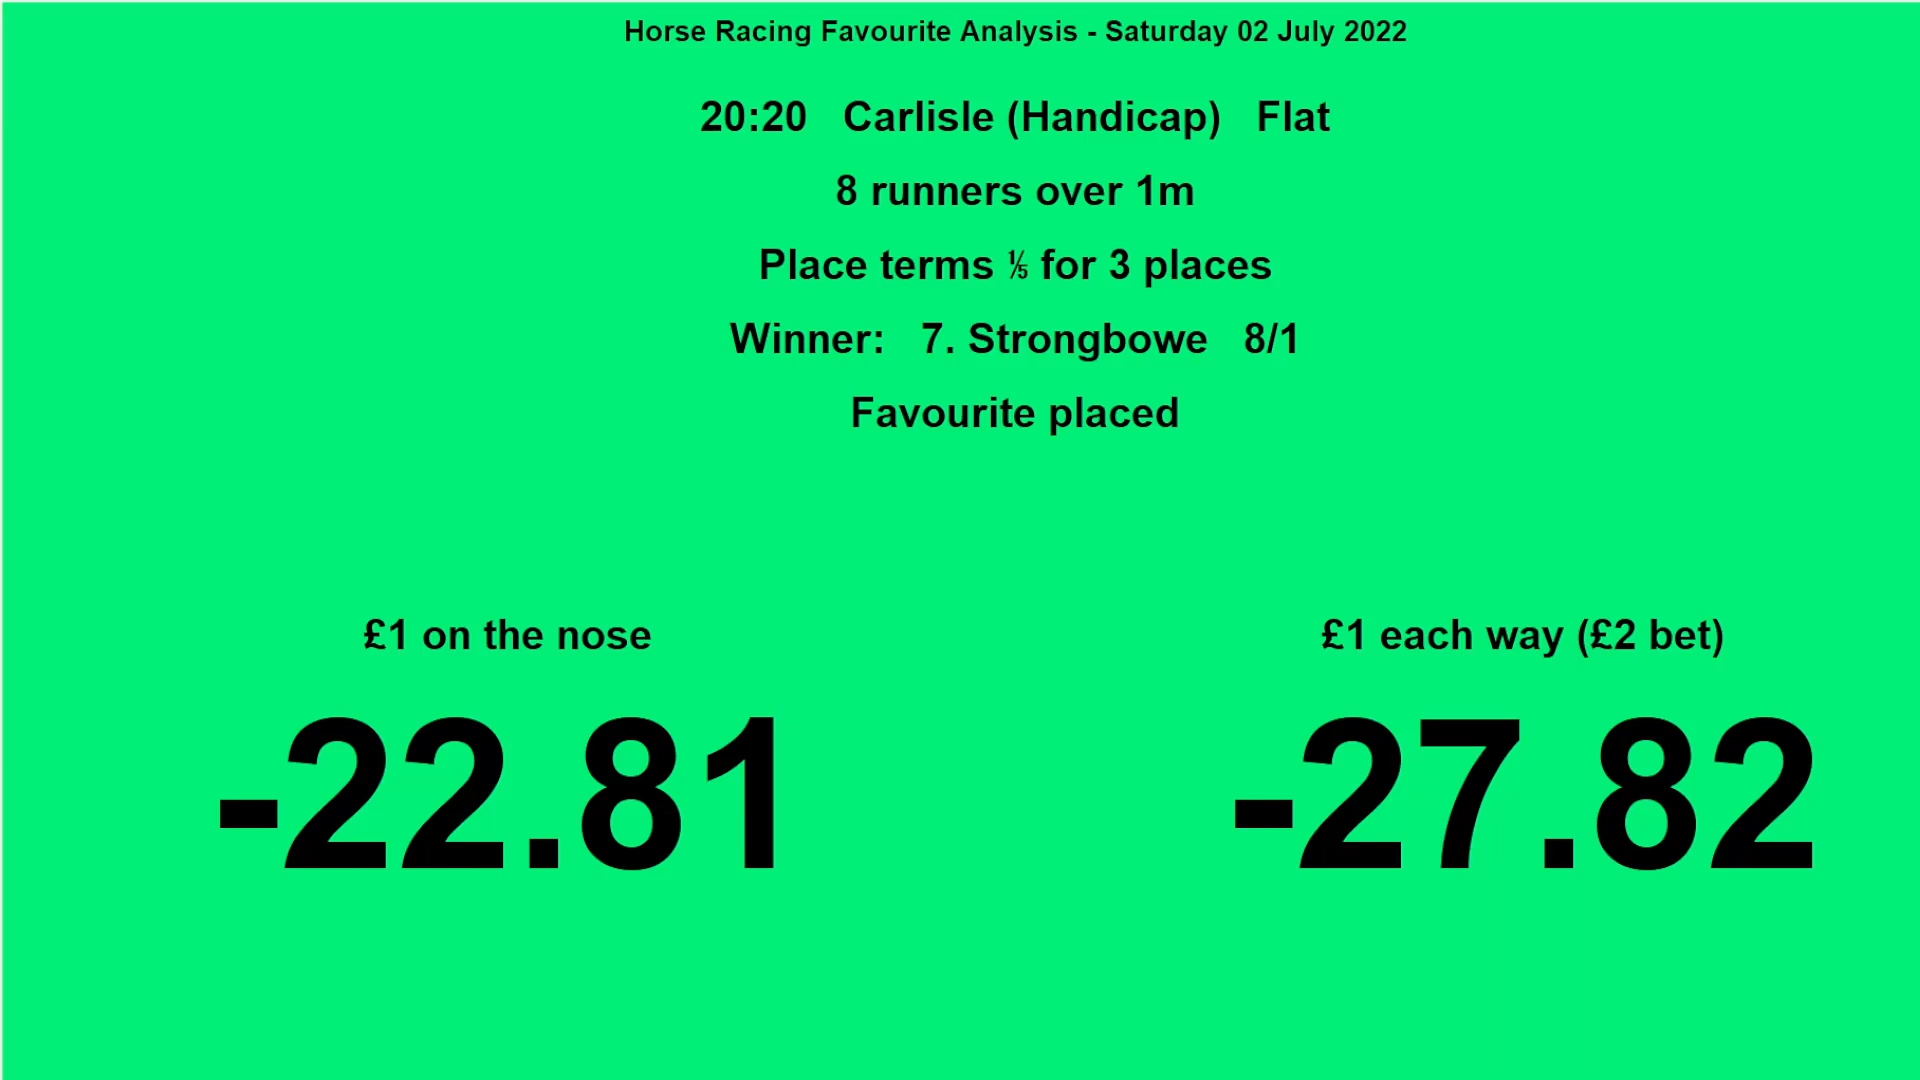 Horse Racing Favourite Analysis - Saturday 02 July 2022
20:20 Carlisle (Handicap) Flat
8 runners over 1m
Place terms ⅕ for 3 places
Winner: 7. Strongbowe 8/1
Favourite placed
£1 on the nose
£1 each way (£2 bet)
-22.81
-27.82